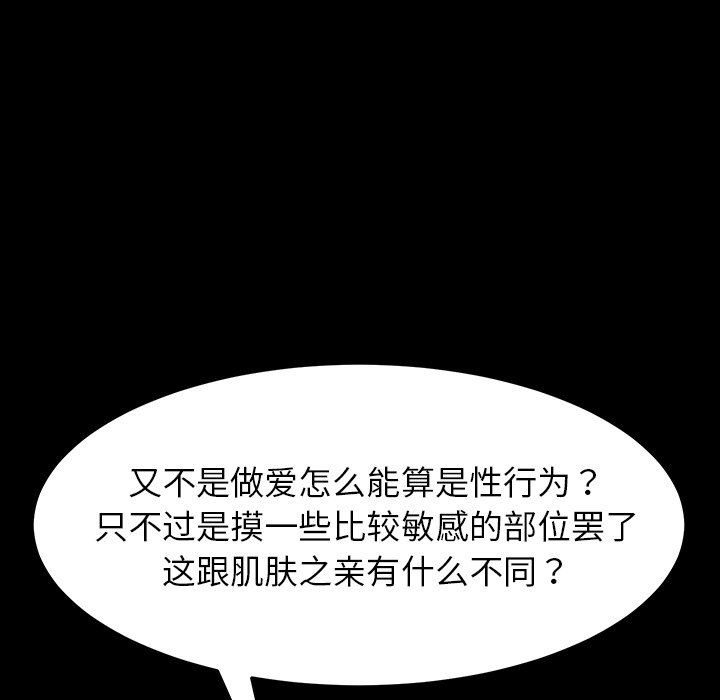 又不是做爱怎么能算是性行为？
只不过是摸一些比较敏感的部位罢了
这跟肌肤之亲有什么不同？